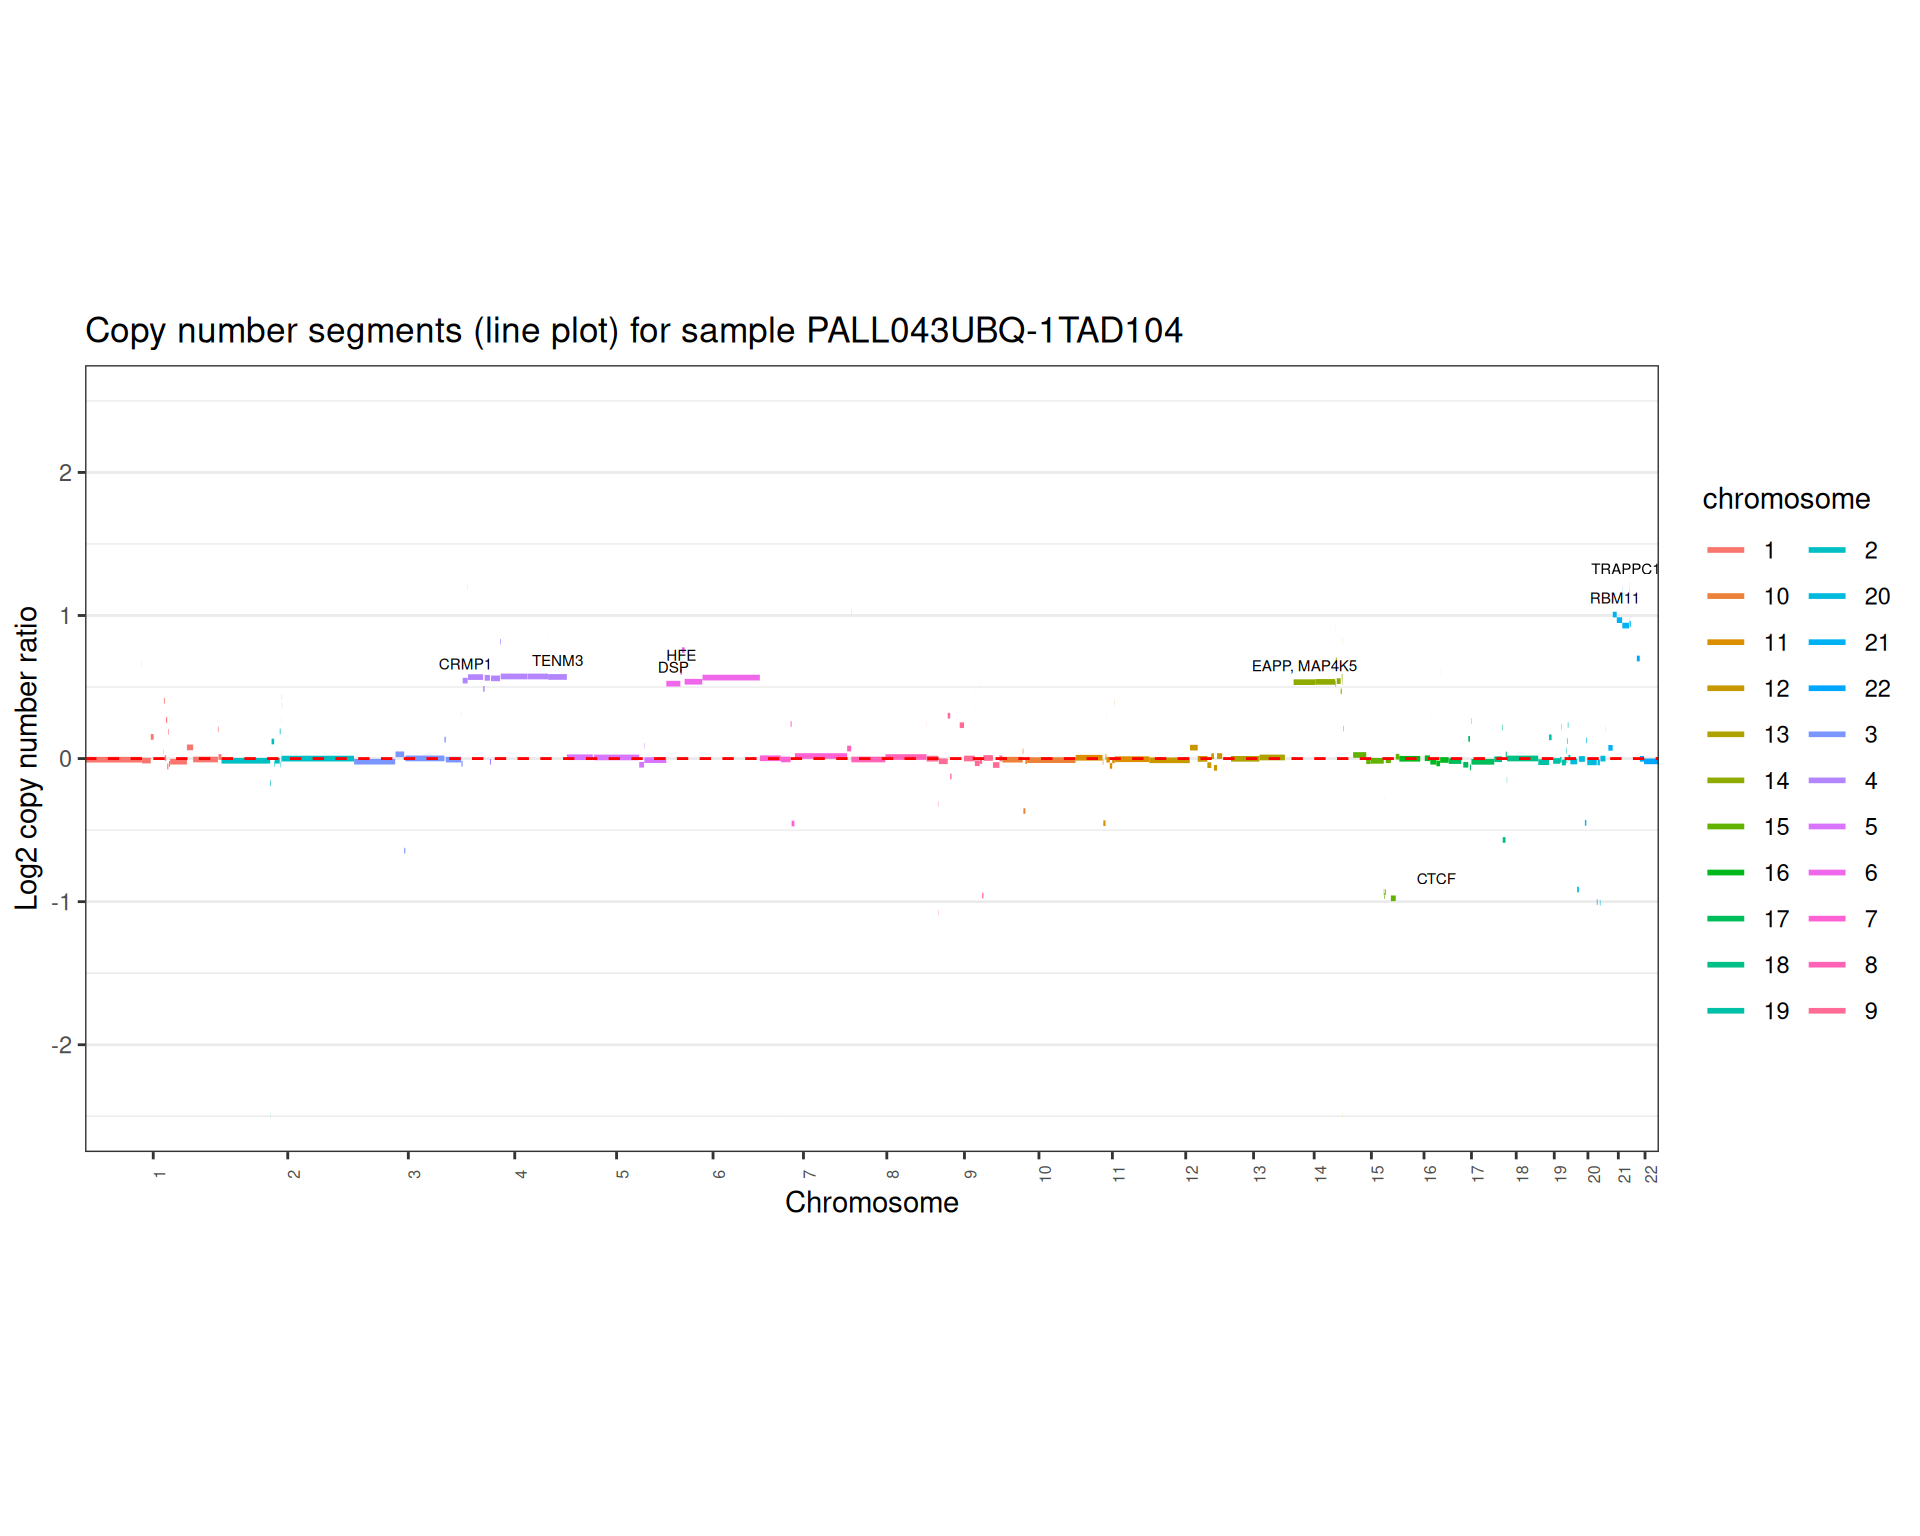 Copy number segments (line plot) for sample PALL043UBQ-1TAD104
Log2 copy number ratio
2
1
0
-1
-2
CRMP1
TENM3
HFE
DSP
EAPP, MAP4K5
CTCF
TRAPPC1
RBM11
1 2 3 4 5 6 7 8 9 10 11 12 13 14 15 16 17 18 19 20 21 22
Chromosome
chromosome
1 2
10 20
11 21
12 22
13 3
14 4
15 5
16 6
17 7
18 8
19 9